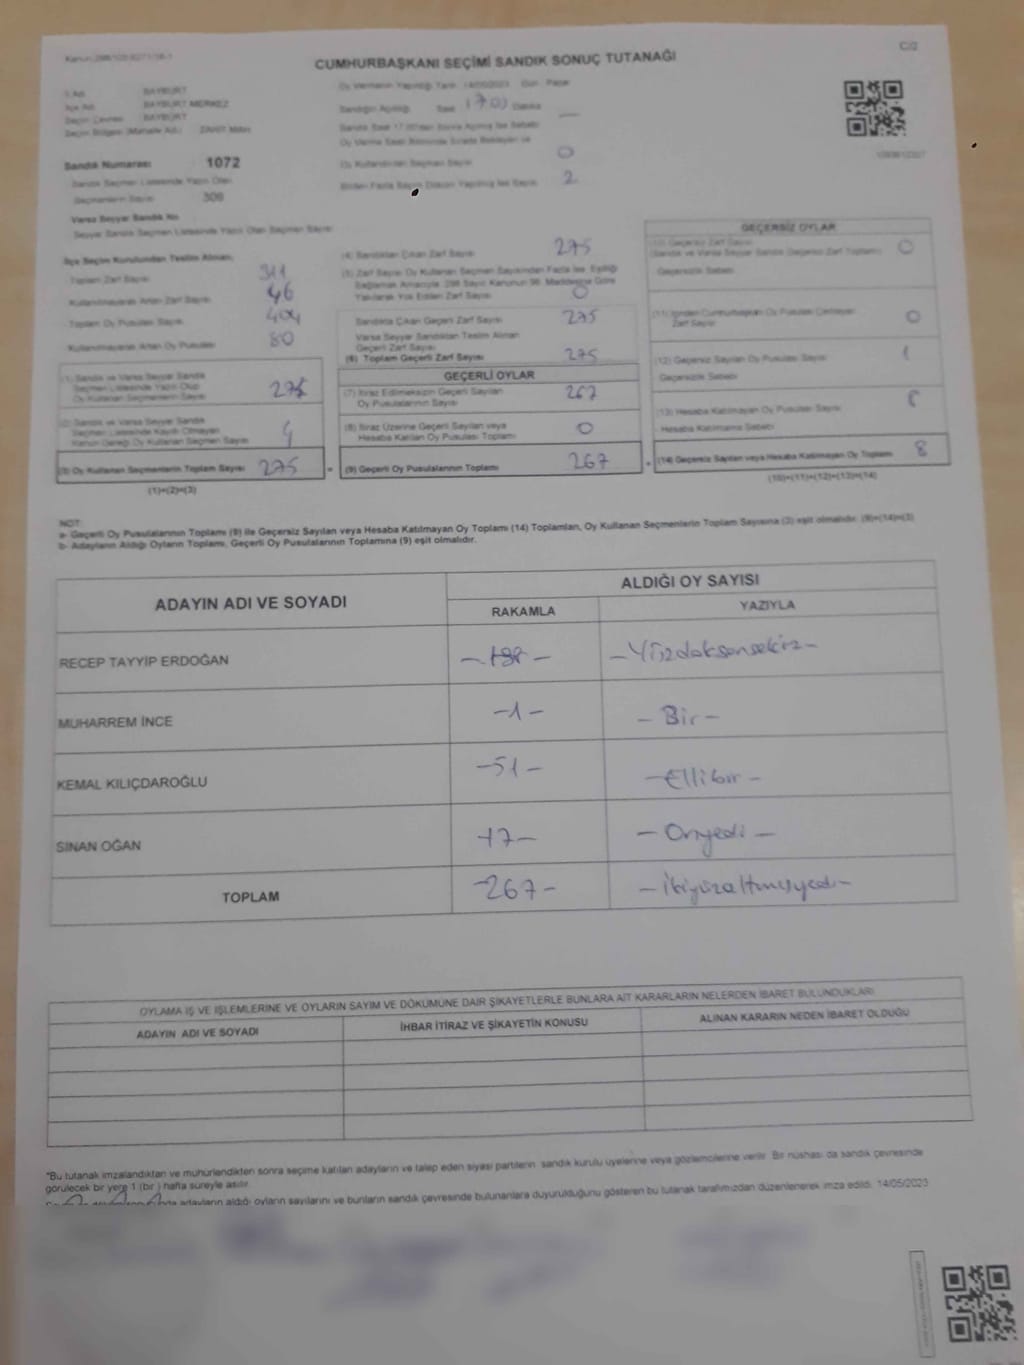 C/2
CUMHURBAŞKANI SEÇİMİ SANDIK SONUÇ TUTANAĞI
İl Adı : BAYBURT
İlçe Adı : BAYBURT MERKEZ
Seçim Çevresi : BAYBURT
Seçim Bölgesi (Mahalle Adı) : ZAHİT Mah.
Oy Vermenin Yapıldığı Tarih : 14/05/2023 Gün : Pazar
Sandığın Açıldığı Saat Dakika
Sandık Saat 17.00'den Sonra Açılmış İse Sebebi
Oy Verme Saati Bitiminde Sırada Bekleyen ve
Oy Kullandırılan Seçmen Sayısı 0
Birden Fazla Sayım Döküm Yapılmış İse Sayısı 2
Sandık Numarası 1072
Sandık Seçmen Listesinde Yazılı Olan
Seçmenlerin Sayısı
Varsa Seyyar Sandık No
Seyyar Sandık Seçmen Listesinde Yazılı Olan Seçmen Sayısı
İlçe Seçim Kurulundan Teslim Alınan;
Toplam Zarf Sayısı 311
Kullanılmayarak Artan Zarf Sayısı 46
Toplam Oy Pusulası Sayısı 404
Kullanılmayarak Artan Oy Pusulası 80
(1) Sandık ve Varsa Seyyar Sandık
Seçmen Listesinde Yazılı Olup
Oy Kullanan Seçmenlerin Sayısı
(2) Sandık ve Varsa Seyyar Sandık
Seçmen Listesinde Kayıtlı Olmayan
Kanun Gereği Oy Kullanan Seçmen Sayısı 4
(3) Oy Kullanan Seçmenlerin Toplam Sayısı 275
(1)+(2)=(3)
(4) Sandıktan Çıkan Zarf Sayısı 275
(5) Zarf Sayısı Oy Kullanan Seçmen Sayısından Fazla İse, Eşitliği
Sağlamak Amacıyla, 298 Sayılı Kanunun 98. Maddesine Göre
Yakılarak Yok Edilen Zarf Sayısı 0
Sandıkta Çıkan Geçerli Zarf Sayısı 275
Varsa Seyyar Sandıktan Teslim Alınan
Geçerli Zarf Sayısı
(6) Toplam Geçerli Zarf Sayısı 275
GEÇERLİ OYLAR
(7) İtiraz Edilmeksizin Geçerli Sayılan
Oy Pusulalarının Sayısı 267
(8) İtiraz Üzerine Geçerli Sayılan veya
Hesaba Katılan Oy Pusulası Toplamı 0
(9) Geçerli Oy Pusulalarının Toplamı 267
GEÇERSİZ OYLAR
(10) Geçersiz Zarf Sayısı
(Sandık ve Varsa Seyyar Sandık Geçersiz Zarf Toplamı) 0
Geçersizlik Sebebi
(11) İçinden Cumhurbaşkanı Oy Pusulası Çıkmayan
Zarf Sayısı 0
(12) Geçersiz Sayılan Oy Pusulası Sayısı
Geçersizlik Sebebi
(13) Hesaba Katılmayan Oy Pusulası Sayısı
Hesaba Katılmama Sebebi
(14) Geçersiz Sayılan veya Hesaba Katılmayan Oy Toplamı 8
(10)+(11)+(12)+(13)=(14)
NOT:
a- Geçerli Oy Pusulalarının Toplamı (9) ile Geçersiz Sayılan veya Hesaba Katılmayan Oy Toplamı (14) Toplamları, Oy Kullanan Seçmenlerin Toplam Sayısına (3) eşit olmalıdır. (9)+(14)=(3)
b- Adayların Aldığı Oyların Toplamı, Geçerli Oy Pusulalarının Toplamına (9) eşit olmalıdır.
ADAYIN ADI VE SOYADI
ALDIĞI OY SAYISI
RAKAMLA YAZIYLA
RECEP TAYYİP ERDOĞAN -198- -Yüzdoksansekiz-
MUHARREM İNCE -1- -Bir-
KEMAL KILIÇDAROĞLU -51- -Ellibir-
SİNAN OĞAN -17- -Onyedi-
TOPLAM -267- -İkiyüzaltmışyedi-
OYLAMA İŞ VE İŞLEMLERİNE VE OYLARIN SAYIM VE DÖKÜMÜNE DAİR ŞİKAYETLERLE BUNLARA AİT KARARLARIN NELERDEN İBARET BULUNDUKLARI
ADAYIN ADI VE SOYADI İHBAR İTİRAZ VE ŞİKAYETİN KONUSU ALINAN KARARIN NEDEN İBARET OLDUĞU
*Bu tutanak imzalandıktan ve mühürlendikten sonra seçime katılan adayların ve talep eden siyasi partilerin sandık kurulu üyelerine veya gözlemcilerine verilir. Bir nüshası da sandık çevresinde
görülecek bir yere 1 (bir) hafta süreyle asılır.
adayların aldığı oyların sayılarını ve bunların sandık çevresinde bulunanlara duyurulduğunu gösteren bu tutanak tarafımızdan düzenlenerek imza edildi. 14/05/2023